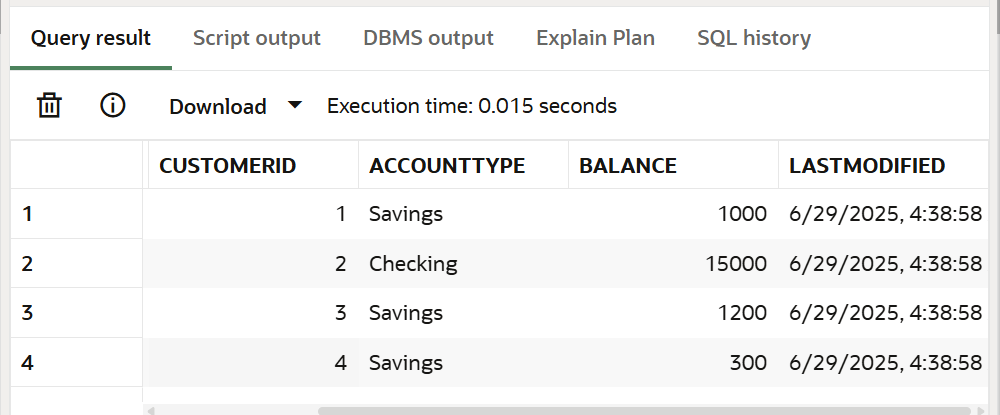 Query result Script output DBMS output Explain Plan SQL history
Download Execution time: 0.015 seconds
CUSTOMERID ACCOUNTTYPE BALANCE LASTMODIFIED
1 1 Savings 1000 6/29/2025, 4:38:58
2 2 Checking 15000 6/29/2025, 4:38:58
3 3 Savings 1200 6/29/2025, 4:38:58
4 4 Savings 300 6/29/2025, 4:38:58